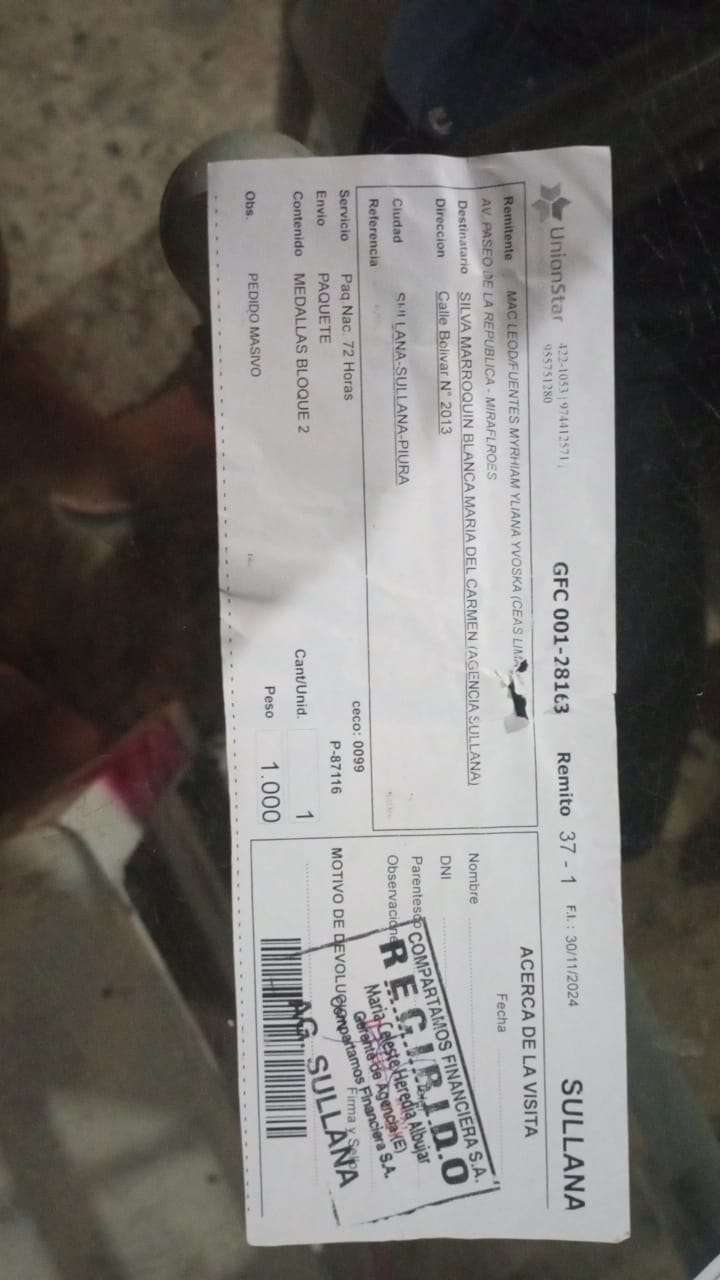 UnionStar
422-1053 | 974412571 |
955751280
GFC 001-28163
Remito 37 - 1
F.I. : 30/11/2024
SULLANA
Remitente MAC LEOD/FUENTES MYRHIAM YLIANA YVOSKA (CEAS LIMA
AV. PASEO DE LA REPUBLICA - MIRAFLROES
Destinatario SILVA MARROQUIN BLANCA MARIA DEL CARMEN (AGENCIA SULLANA)
Direccion Calle Bolivar N° 2013
Ciudad SULLANA-SULLANA-PIURA
Referencia
Servicio Paq Nac. 72 Horas
ceco: 0099
Envio PAQUETE
P-87116
Contenido MEDALLAS BLOQUE 2
Cant/Unid. 1
Peso 1.000
Obs. PEDIDO MASIVO
ACERCA DE LA VISITA
Fecha
Nombre
DNI
Parentesco
Observacione
MOTIVO DE DEVOLUCION
Firma y Sello
COMPARTAMOS FINANCIERA S.A.
RECIBIDO
Maria Celeste Heredia Albujar
Gerente de Agencia (E)
Compartamos Financiera S.A.
AG. SULLANA